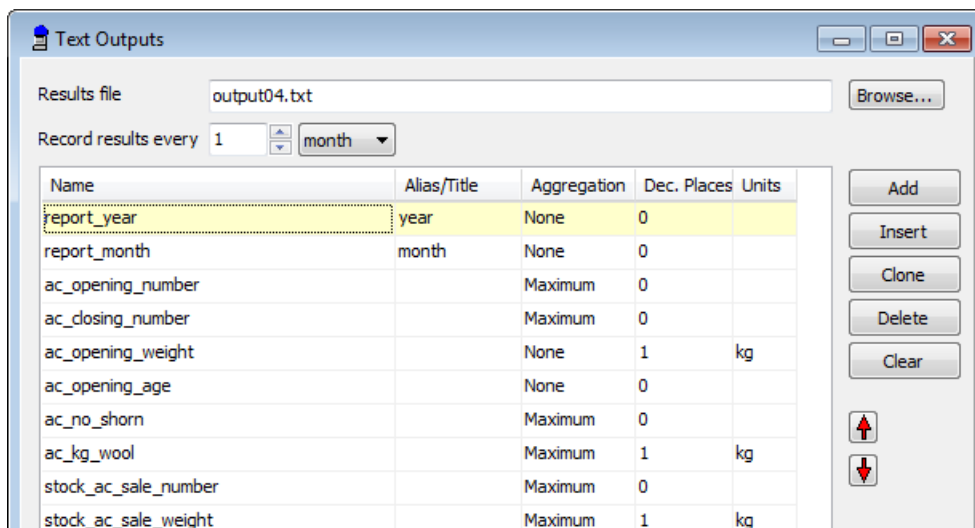 Text Outputs
Results file output04.txt Browse...
Record results every 1 month
Name Alias/Title Aggregation Dec. Places Units
report_year year None 0
report_month month None 0
ac_opening_number Maximum 0
ac_closing_number Maximum 0
ac_opening_weight None 1 kg
ac_opening_age None 0
ac_no_shorn Maximum 0
ac_kg_wool Maximum 1 kg
stock_ac_sale_number Maximum 0
stock_ac_sale_weight Maximum 1 kg
Add
Insert
Clone
Delete
Clear